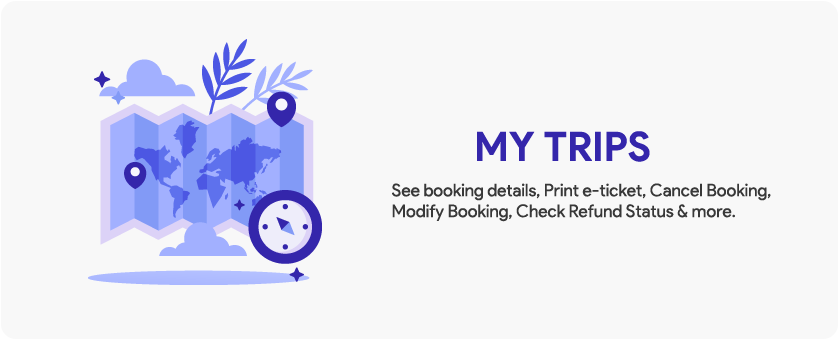 MY TRIPS
See booking details, Print e-ticket, Cancel Booking,
Modify Booking, Check Refund Status & more.